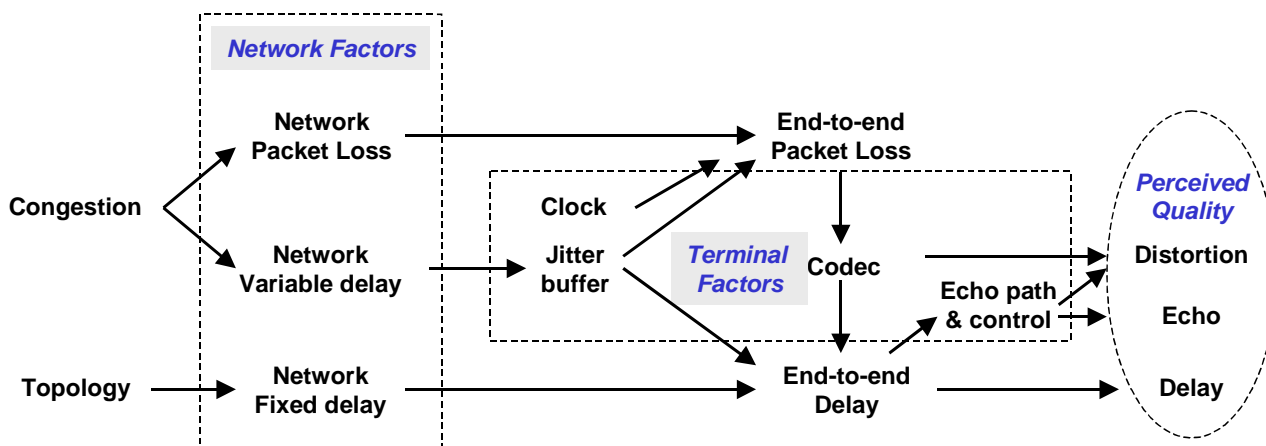 Network Factors
Network
Packet Loss
End-to-end
Packet Loss
Congestion
Clock
Network
Variable delay
Jitter
buffer
Terminal
Factors
Codec
Echo path
& control
Perceived
Quality
Distortion
Echo
Topology
Network
Fixed delay
End-to-end
Delay
Delay